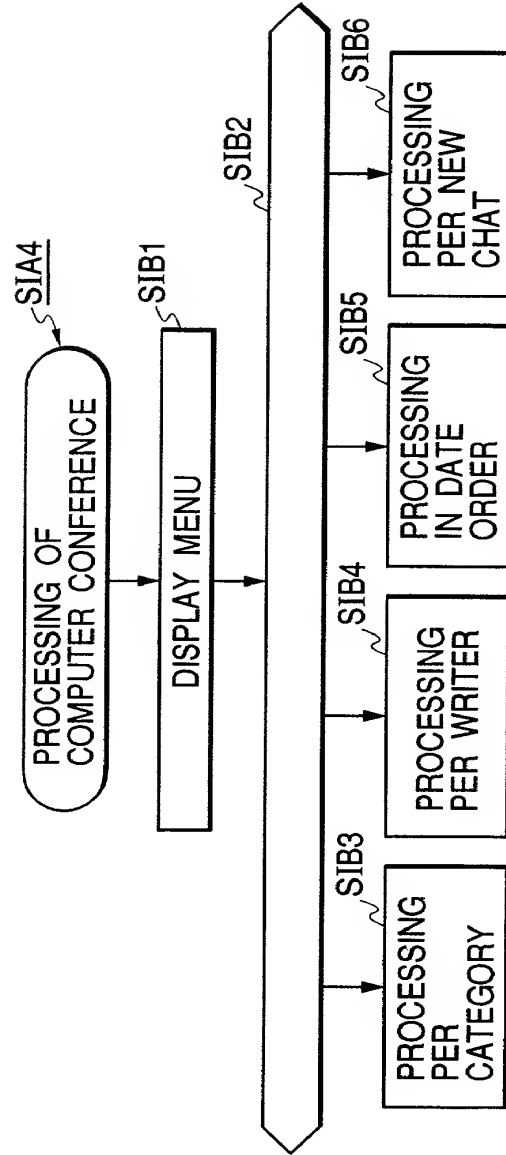 SIA4
PROCESSING OF
COMPUTER CONFERENCE
SIB1
DISPLAY MENU
SIB2
SIB3
PROCESSING
PER
CATEGORY
SIB4
PROCESSING
PER WRITER
SIB5
PROCESSING
IN DATE
ORDER
SIB6
PROCESSING
PER NEW
CHAT